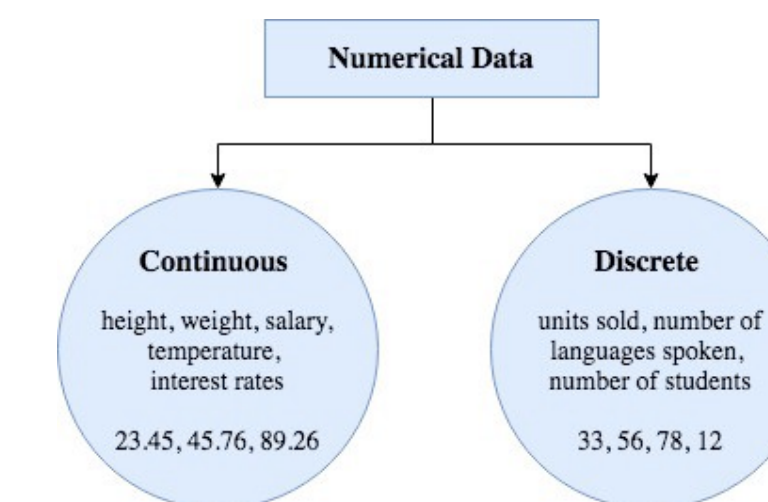 Numerical Data
Continuous
height, weight, salary,
temperature,
interest rates
23.45, 45.76, 89.26
Discrete
units sold, number of
languages spoken,
number of students
33, 56, 78, 12